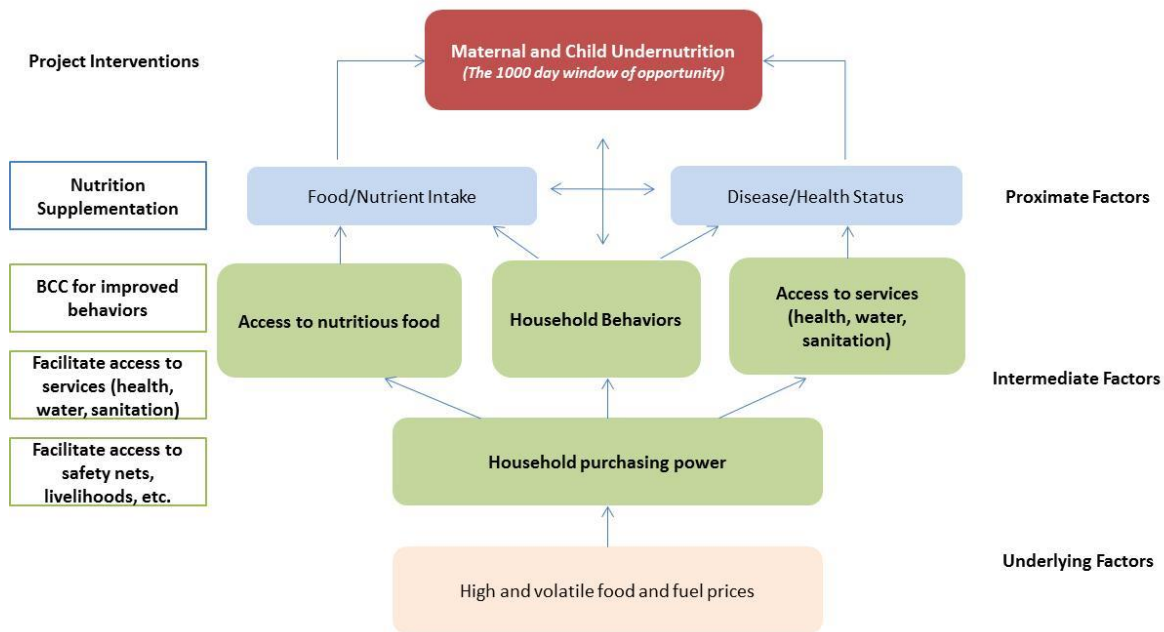 Maternal and Child Undernutrition
(The 1000 day window of opportunity)
Project Interventions
Nutrition
Supplementation
Food/Nutrient Intake
Disease/Health Status
Proximate Factors
BCC for improved
behaviors
Access to nutritious food
Household Behaviors
Access to services
(health, water,
sanitation)
Facilitate access to
services (health,
water, sanitation)
Intermediate Factors
Facilitate access to
safety nets,
livelihoods, etc.
Household purchasing power
Underlying Factors
High and volatile food and fuel prices